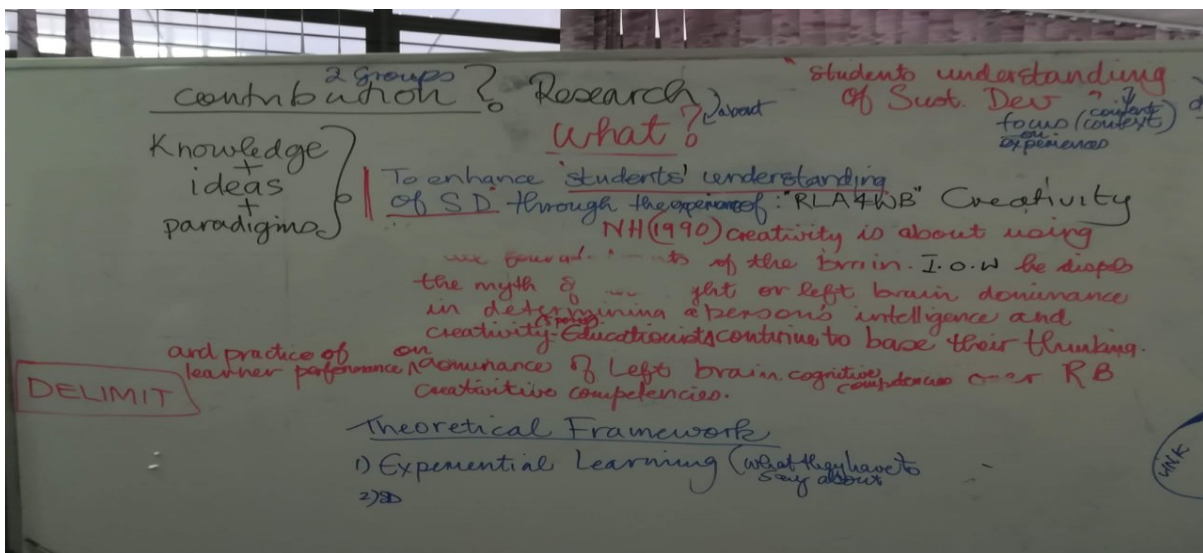 2 groups
contribution? Research
What? about
"students understanding
of Sust. Dev ?
focus (context)
on
experiences
Knowledge
+
ideas
+
paradigms
To enhance students' understanding
of SD through the experience of: "RLA4WB" Creativity
NH(1990) creativity is about using
of the brain. I.O.W he
the myth of ght or left brain dominance
in determining a person's intelligence and
creativity - Educationists continue to base their thinking.
and practice of on
learner performance dominance of Left brain cognitive competencies over RB
creativitive competencies.
DELIMIT
Theoretical Framework
1) Experiential Learning (what they have to
say about
2) SD
LINK